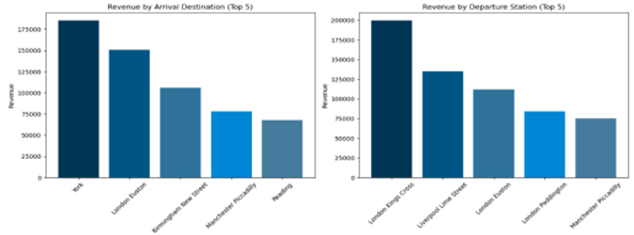 Revenue by Arrival Destination (Top 5)
175000
150000
125000
100000
75000
50000
25000
0
Revenue
York
London Euston
Birmingham New Street
Manchester Piccadilly
Reading
Revenue by Departure Station (Top 5)
200000
175000
150000
125000
100000
75000
50000
25000
0
Revenue
London Kings Cross
Liverpool Lime Street
London Euston
London Paddington
Manchester Piccadilly